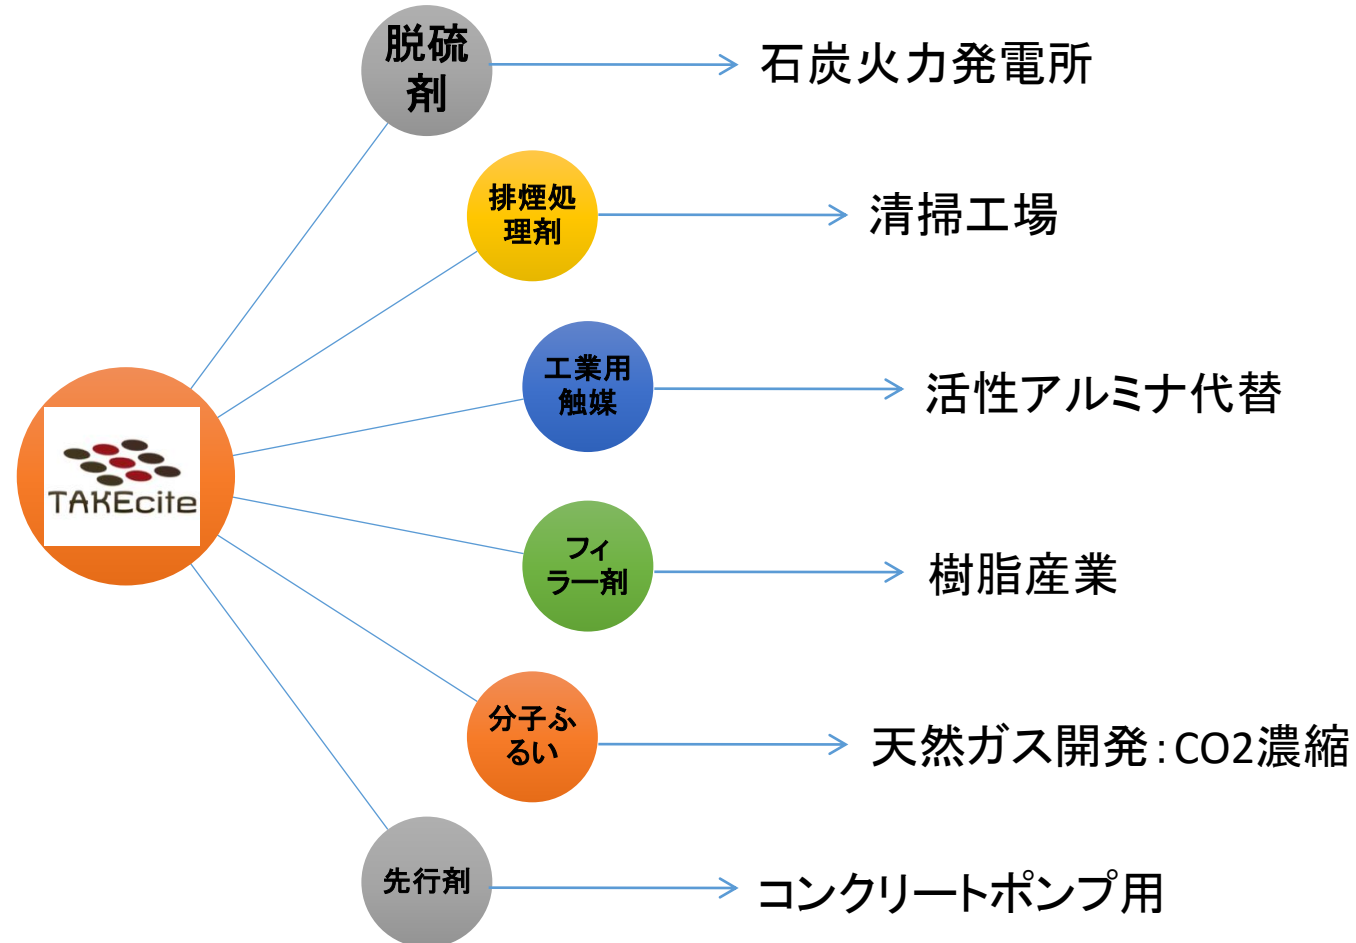 脱硫
剤
石炭火力発電所
排煙処
理剤
清掃工場
工業用
触媒
活性アルミナ代替
TAKEcite
フィ
ラー剤
樹脂産業
分子ふ
るい
天然ガス開発:CO2濃縮
先行剤
コンクリートポンプ用